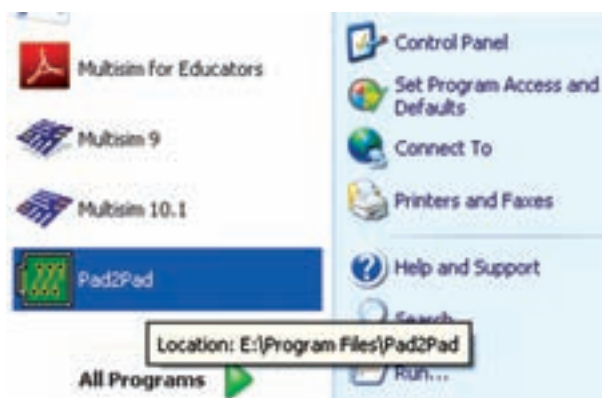 Multisim for Educators
Multisim 9
Multisim 10.1
Pad2Pad
Location: E:\Program Files\Pad2Pad
All Programs
Control Panel
Set Program Access and
Defaults
Connect To
Printers and Faxes
Help and Support
Search
Run...